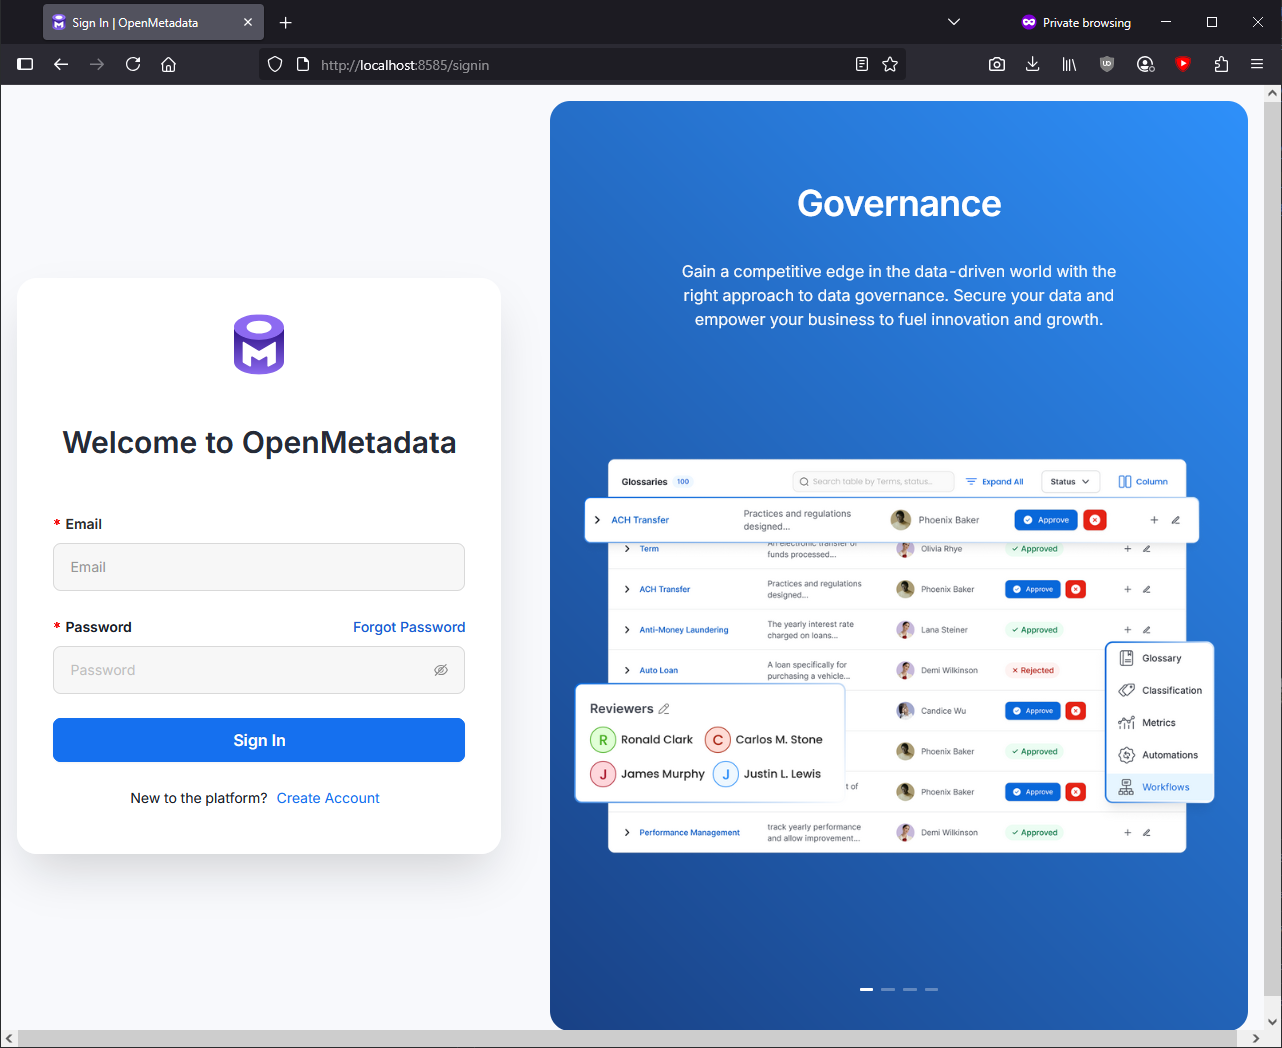 Sign In | OpenMetadata
Private browsing
http://localhost:8585/signin
Welcome to OpenMetadata
* Email
Email
* Password
Forgot Password
Password
Sign In
New to the platform? Create Account
Governance
Gain a competitive edge in the data-driven world with the
right approach to data governance. Secure your data and
empower your business to fuel innovation and growth.
Glossaries 100 Search table by Terms, status... Expand All Status Column
ACH Transfer Practices and regulations designed... Phoenix Baker Approve
Term An electronic transfer of funds processed... Olivia Rhye Approved
ACH Transfer Practices and regulations designed... Phoenix Baker Approve
Anti-Money Laundering The yearly interest rate charged on loans... Lana Steiner Approved
Auto Loan A loan specifically for purchasing a vehicle... Demi Wilkinson Rejected
Candice Wu Approve
Phoenix Baker Approved
t of Phoenix Baker Approve
Performance Management track yearly performance and allow improvement... Demi Wilkinson Approved
Reviewers
R Ronald Clark C Carlos M. Stone
J James Murphy J Justin L. Lewis
Glossary
Classification
Metrics
Automations
Workflows